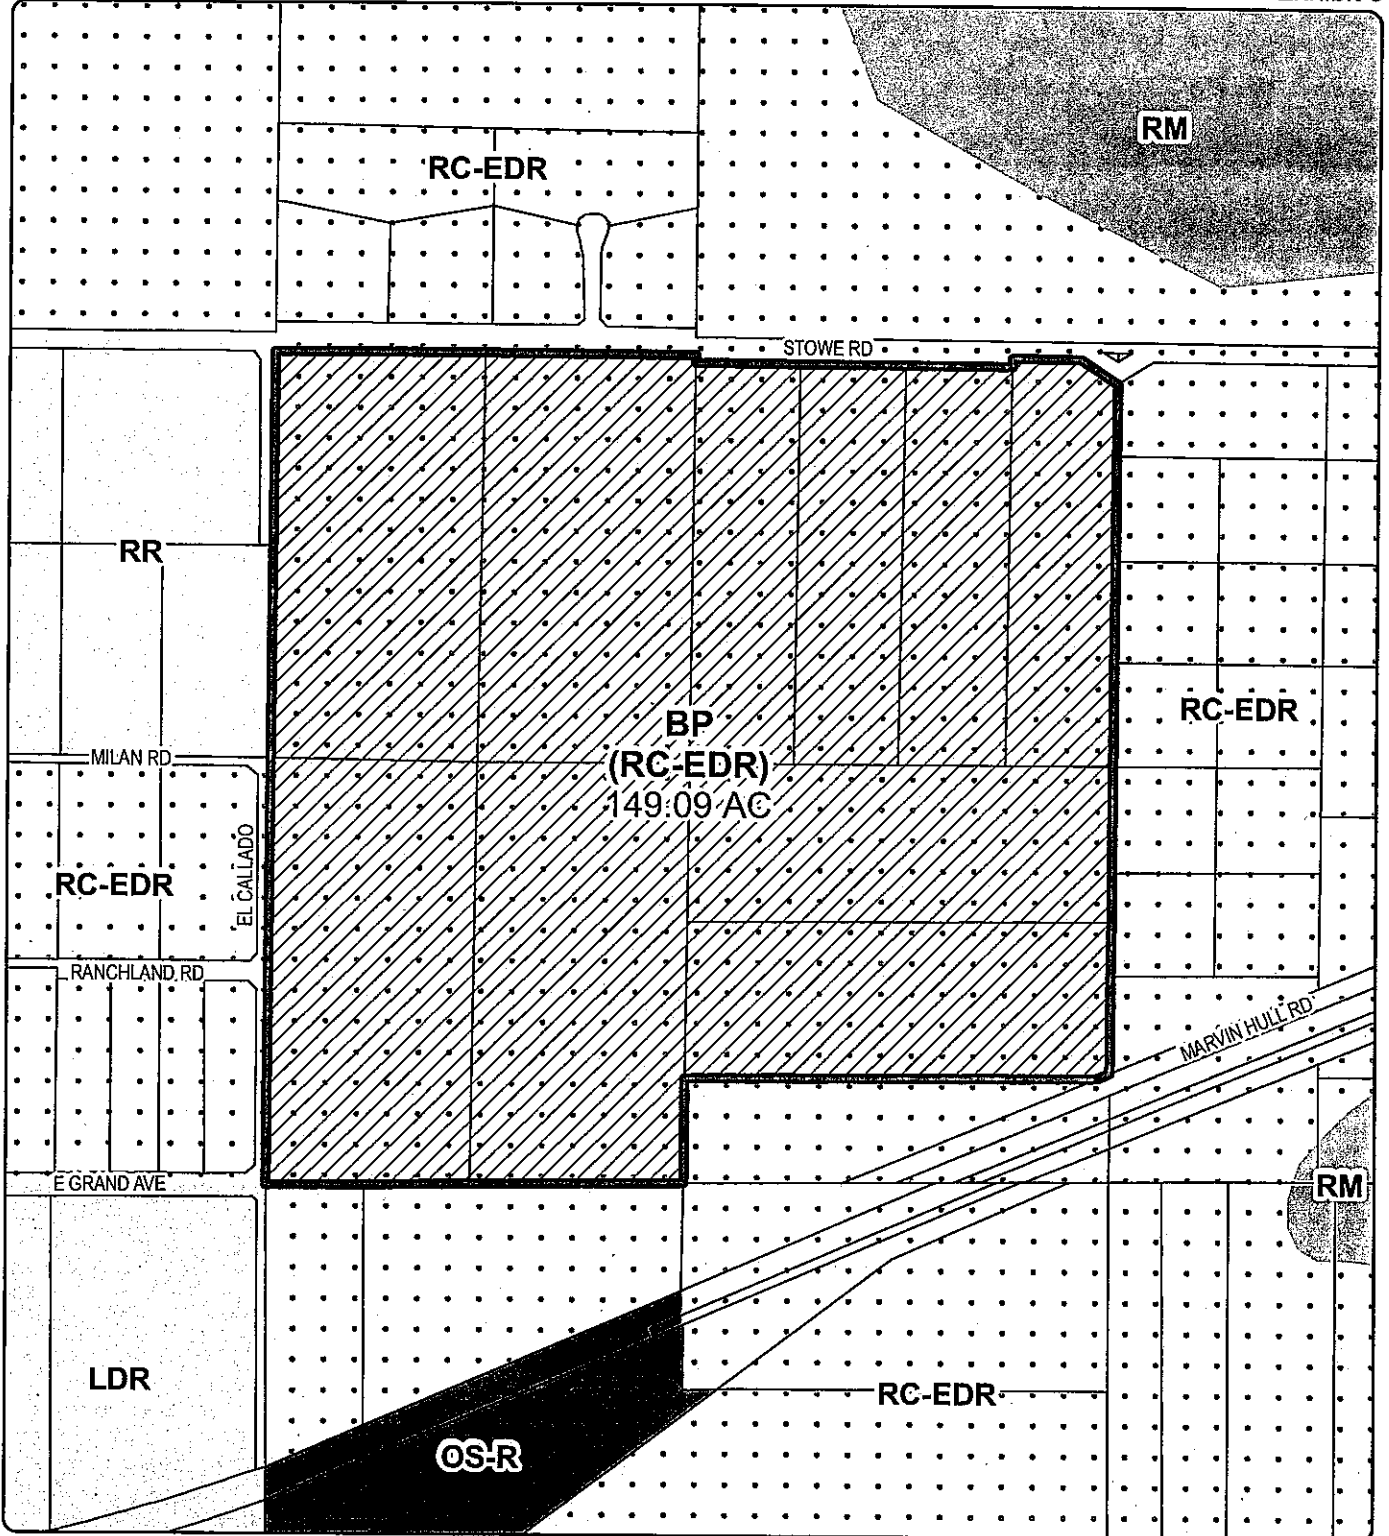 RM
RC-EDR
STOWE RD
RR
BP
(RC-EDR)
149.09 AC
RC-EDR
MILAN RD
RC-EDR
EL CALLADO
RANCHLAND RD
MARVIN HULL RD
E GRAND AVE
RM
LDR
RC-EDR
OS-R